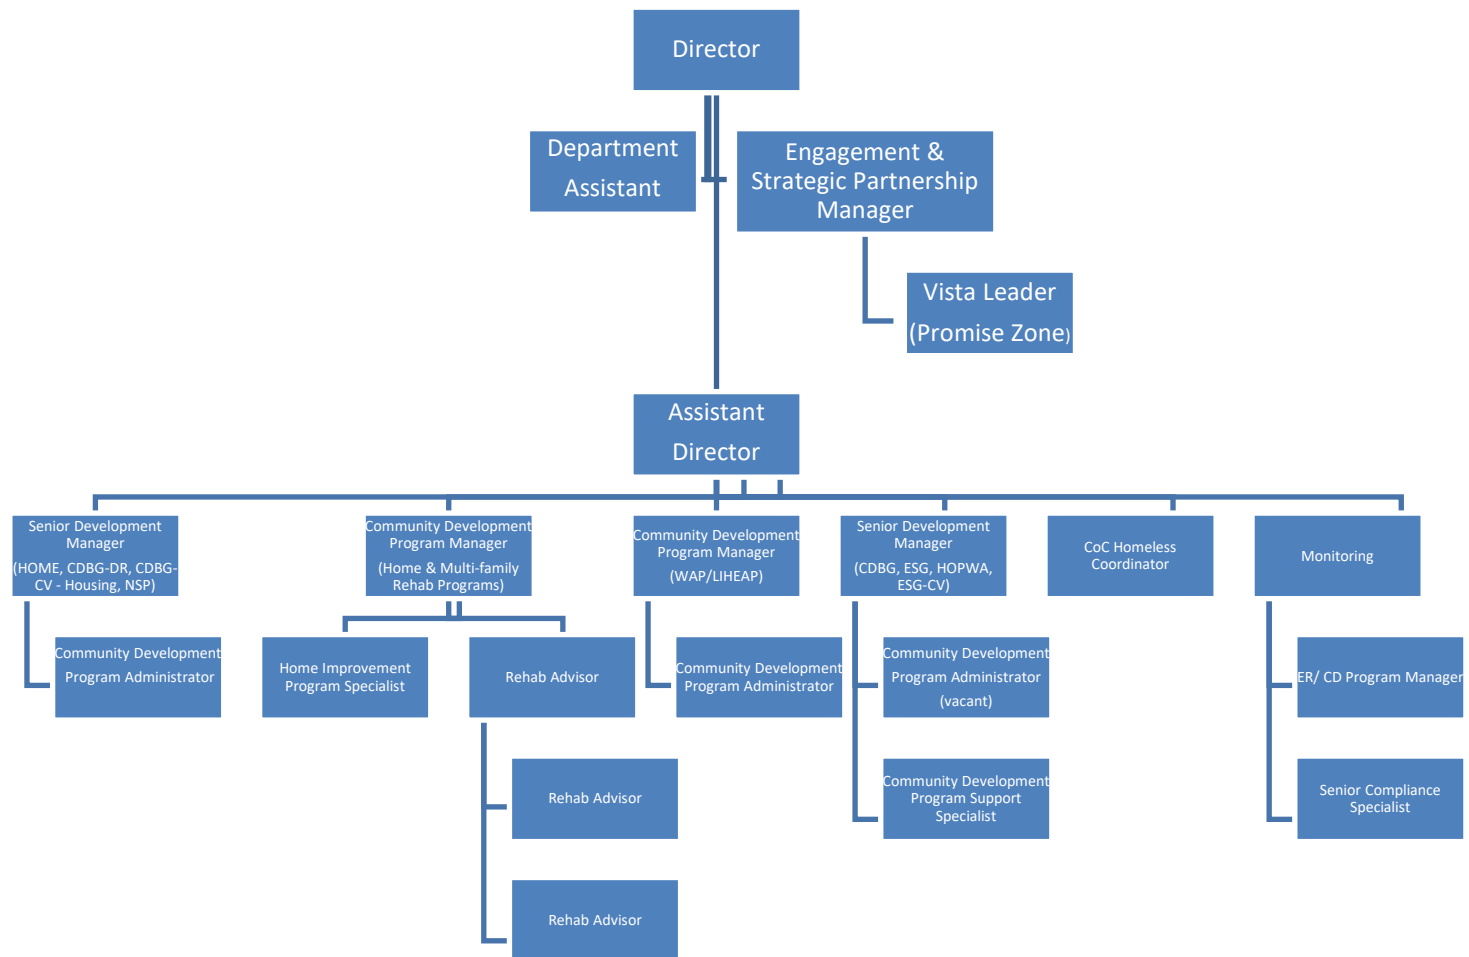 Director
Department
Assistant
Engagement &
Strategic Partnership
Manager
Vista Leader
(Promise Zone)
Assistant
Director
Senior Development
Manager
(HOME, CDBG-DR, CDBG-
CV - Housing, NSP)
Community Development
Program Manager
(Home & Multi-family
Rehab Programs)
Community Development
Program Manager
(WAP/LIHEAP)
Senior Development
Manager
(CDBG, ESG, HOPWA,
ESG-CV)
CoC Homeless
Coordinator
Monitoring
Community Development
Program Administrator
Home Improvement
Program Specialist
Rehab Advisor
Community Development
Program Administrator
Community Development
Program Administrator
(vacant)
ER/ CD Program Manager
Rehab Advisor
Community Development
Program Support
Specialist
Senior Compliance
Specialist
Rehab Advisor